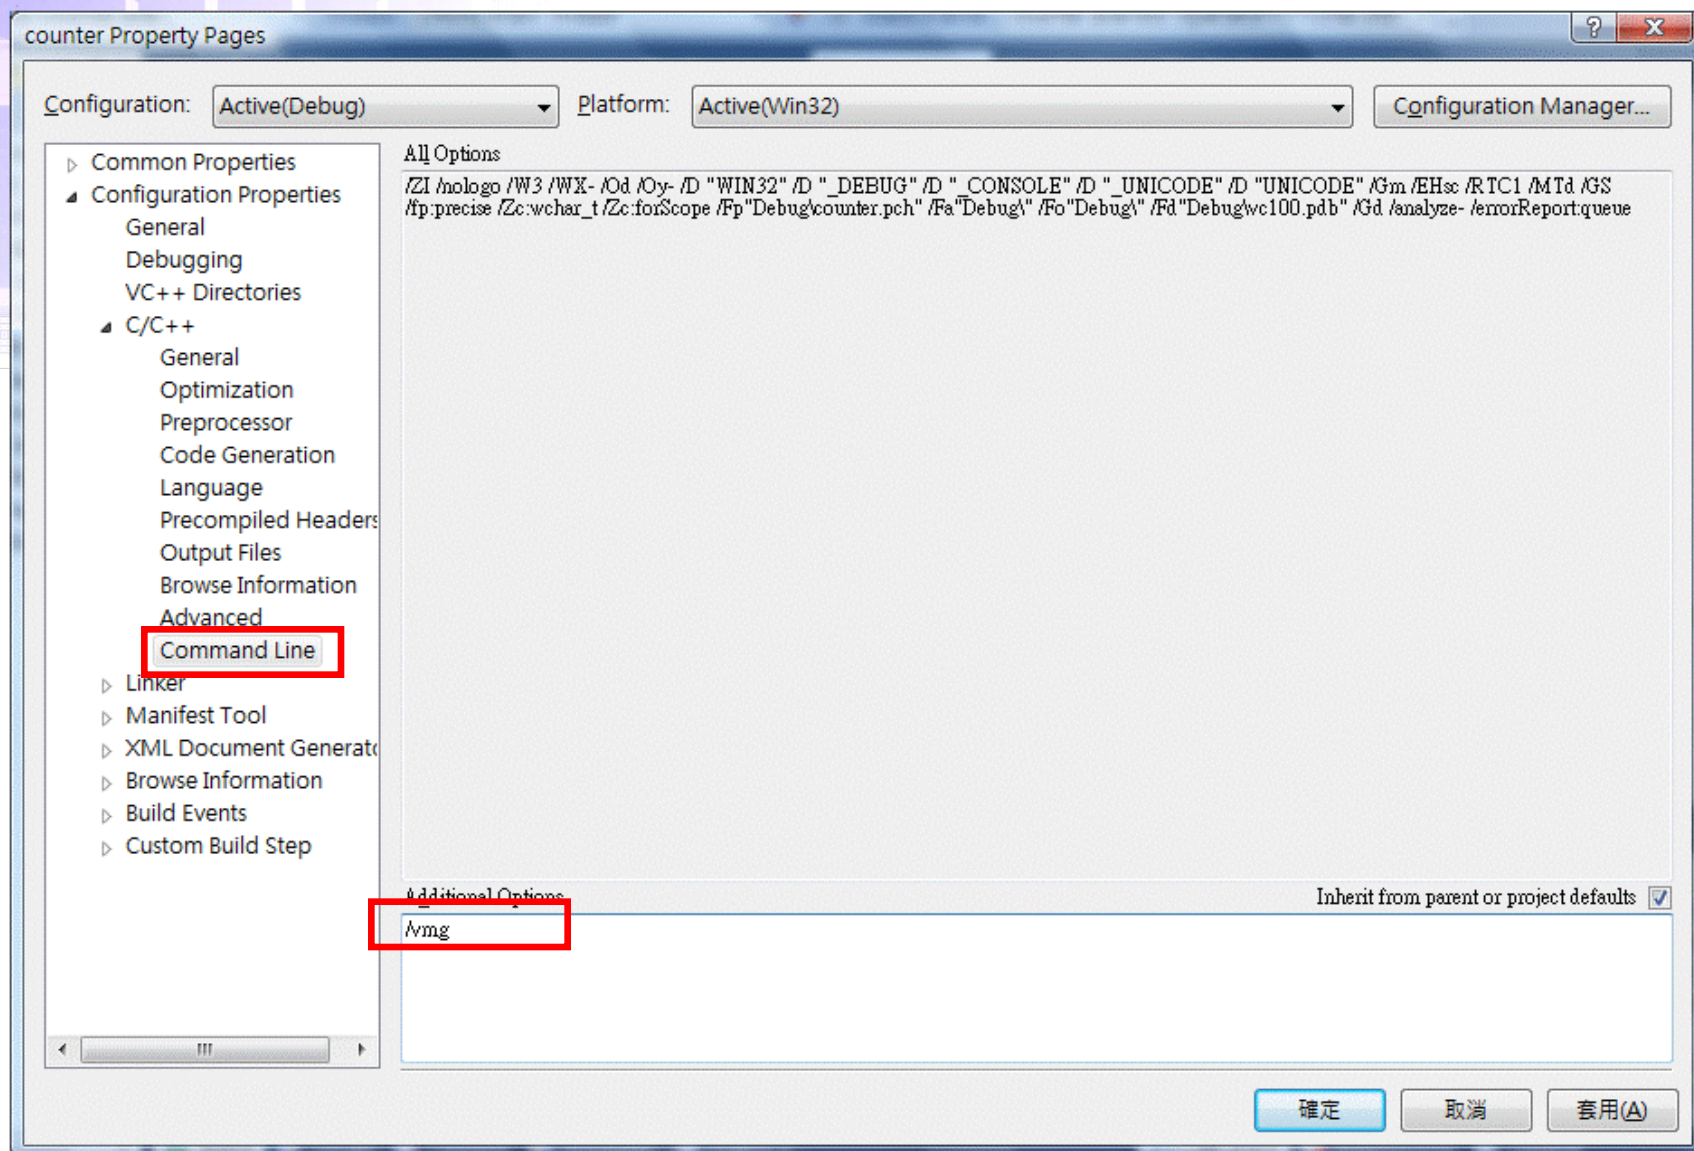 counter Property Pages
Configuration: Active(Debug) Platform: Active(Win32) Configuration Manager...
Common Properties
Configuration Properties
General
Debugging
VC++ Directories
C/C++
General
Optimization
Preprocessor
Code Generation
Language
Precompiled Headers
Output Files
Browse Information
Advanced
Command Line
Linker
Manifest Tool
XML Document Generato
Browse Information
Build Events
Custom Build Step
All Options
/ZI /nologo /W3 /WX- /Od /Oy- /D "WIN32" /D "_DEBUG" /D "_CONSOLE" /D "_UNICODE" /D "UNICODE" /Gm /EHsc /RTC1 /MTd /GS
/fp:precise /Zc:wchar_t /Zc:forScope /Fp"Debug\counter.pch" /Fa"Debug\" /Fo"Debug\" /Fd"Debug\vc100.pdb" /Gd /analyze- /errorReport:queue
Additional Options Inherit from parent or project defaults
/vmg
確定 取消 套用(A)